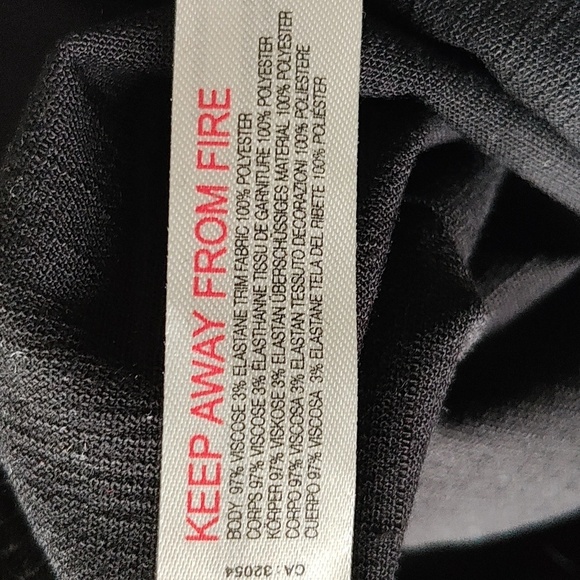 KEEP AWAY FROM FIRE
BODY 97% VISCOSE 3% ELASTANE TRIM FABRIC 100% POLYESTER
CORPS 97% VISCOSE 3% ELASTHANNE TISSU DE GARNITURE 100% POLYESTER
KÖRPER 97% VISKOSE 3% ELASTAN ÜBERSCHÜSSIGES MATERIAL 100% POLYESTER
CORPO 97% VISCOSA 3% ELASTAN TESSUTO DECORAZIONI 100% POLIESTERE
CUERPO 97% VISCOSA 3% ELASTANE TELA DEL RIBETE 100% POLIÉSTER
CA: 32054